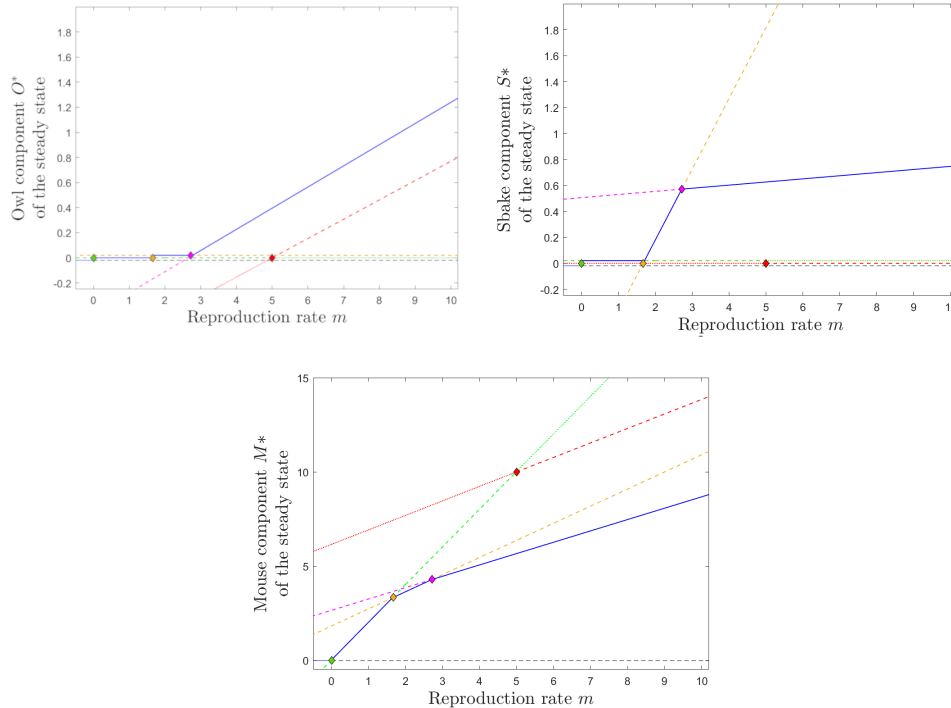 Owl component O*
of the steady state
1.8
1.6
1.4
1.2
1
0.8
0.6
0.4
0.2
0
-0.2
0 1 2 3 4 5 6 7 8 9 10
Reproduction rate m
Sbake component S*
of the steady state
1.8
1.6
1.4
1.2
1
0.8
0.6
0.4
0.2
0
-0.2
0 1 2 3 4 5 6 7 8 9 1
Reproduction rate m
Mouse component M*
of the steady state
15
10
5
0
0 1 2 3 4 5 6 7 8 9 10
Reproduction rate m